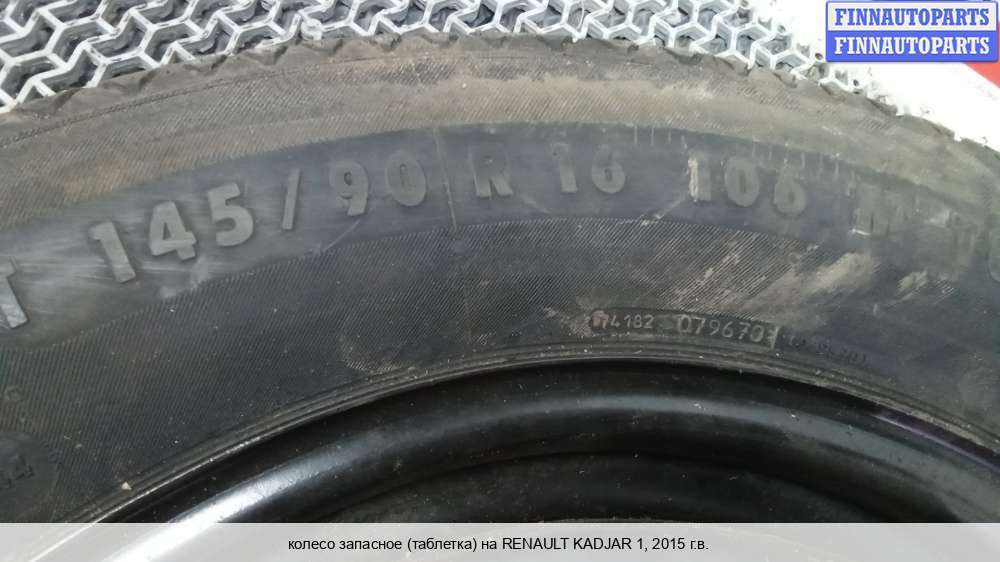 FINNAUTOPARTS
FINNAUTOPARTS
T 145/90 R 16 106 M
174182 079670
колесо запасное (таблетка) на RENAULT KADJAR 1, 2015 г.в.